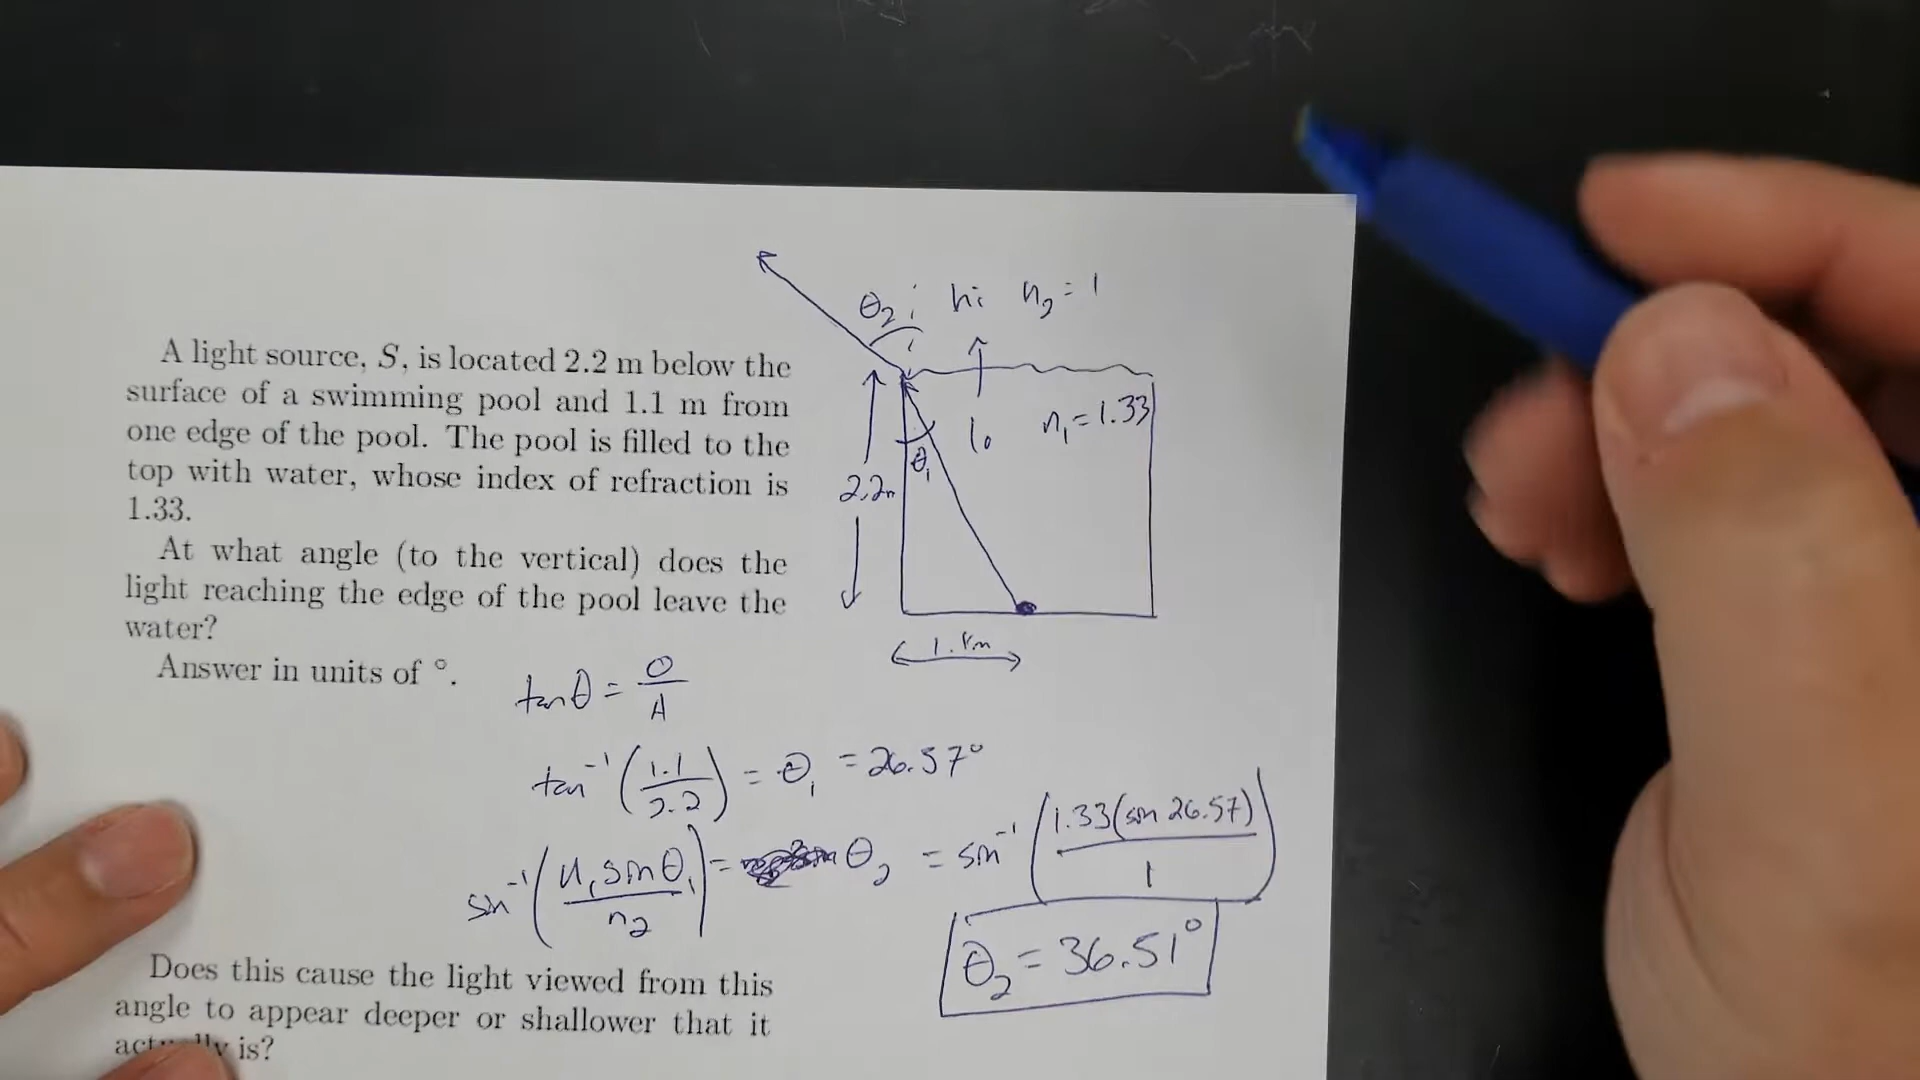 A light source, S, is located 2.2 m below the
surface of a swimming pool and 1.1 m from
one edge of the pool. The pool is filled to the
top with water, whose index of refraction is
1.33.
At what angle (to the vertical) does the
light reaching the edge of the pool leave the
water?
Answer in units of °.
θ₂ hi n₂ = 1
lo n₁ = 1.33
θ₁
2.2m
tanθ = O/A
tan⁻¹(1.1/2.2) = θ₁ = 26.57°
sin⁻¹(n₁ sinθ₁/n₂) = θ₂ = sin⁻¹(1.33(sin 26.57)/1)
θ₂ = 36.51°
Does this cause the light viewed from this
angle to appear deeper or shallower that it
is?